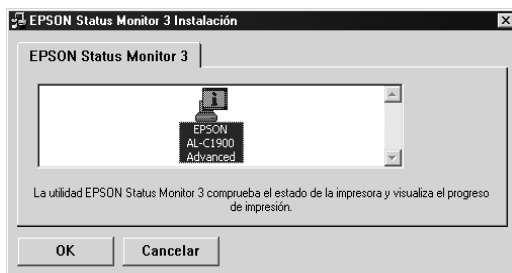 EPSON Status Monitor 3 Instalación
EPSON Status Monitor 3
EPSON
AL-C1900
Advanced
La utilidad EPSON Status Monitor 3 comprueba el estado de la impresora y visualiza el progreso
de impresión.
OK Cancelar